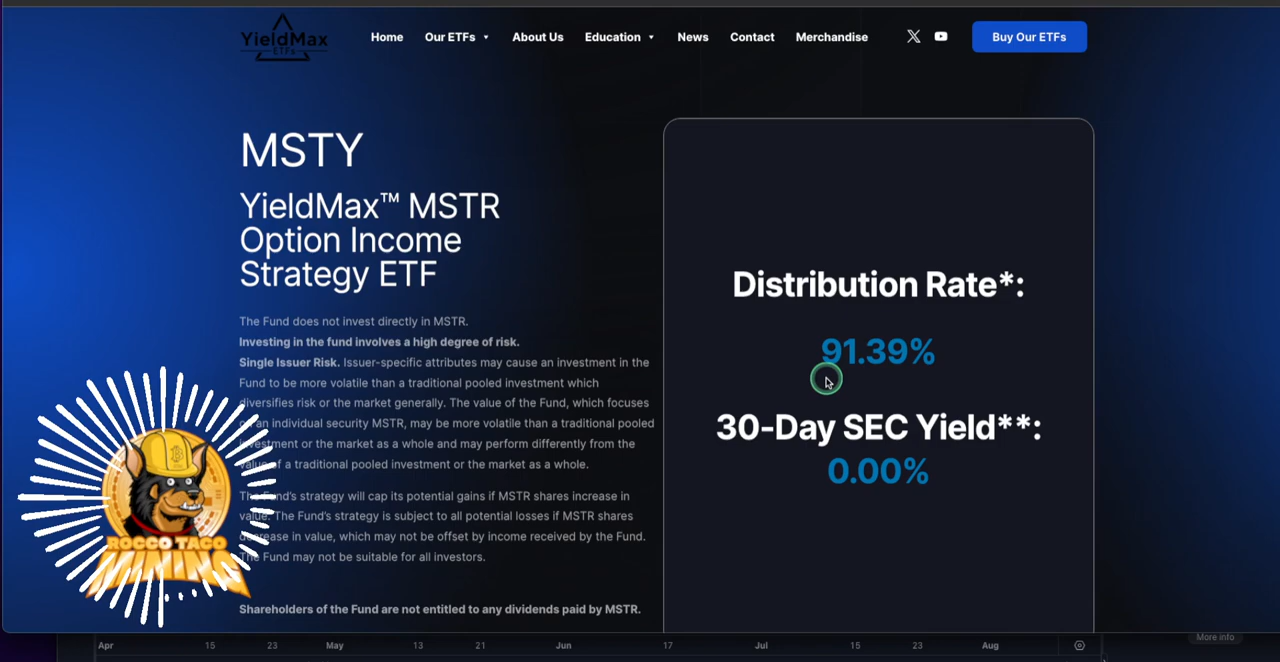 YieldMax
ETFs
Home
Our ETFs
About Us
Education
News
Contact
Merchandise
Buy Our ETFs
MSTY
YieldMax™ MSTR
Option Income
Strategy ETF
The Fund does not invest directly in MSTR.
Investing in the fund involves a high degree of risk.
Single Issuer Risk. Issuer-specific attributes may cause an investment in the
Fund to be more volatile than a traditional pooled investment which
diversifies risk or the market generally. The value of the Fund, which focuses
on an individual security MSTR, may be more volatile than a traditional pooled
investment or the market as a whole and may perform differently from the
value of a traditional pooled investment or the market as a whole.
The Fund's strategy will cap its potential gains if MSTR shares increase in
value. The Fund's strategy is subject to all potential losses if MSTR shares
decrease in value, which may not be offset by income received by the Fund.
The Fund may not be suitable for all investors.
Shareholders of the Fund are not entitled to any dividends paid by MSTR.
Distribution Rate*:
91.39%
30-Day SEC Yield**:
0.00%
ROCCO TACO
MINING
More info
Apr 15 23 May 13 21 Jun 17 Jul 15 23 Aug